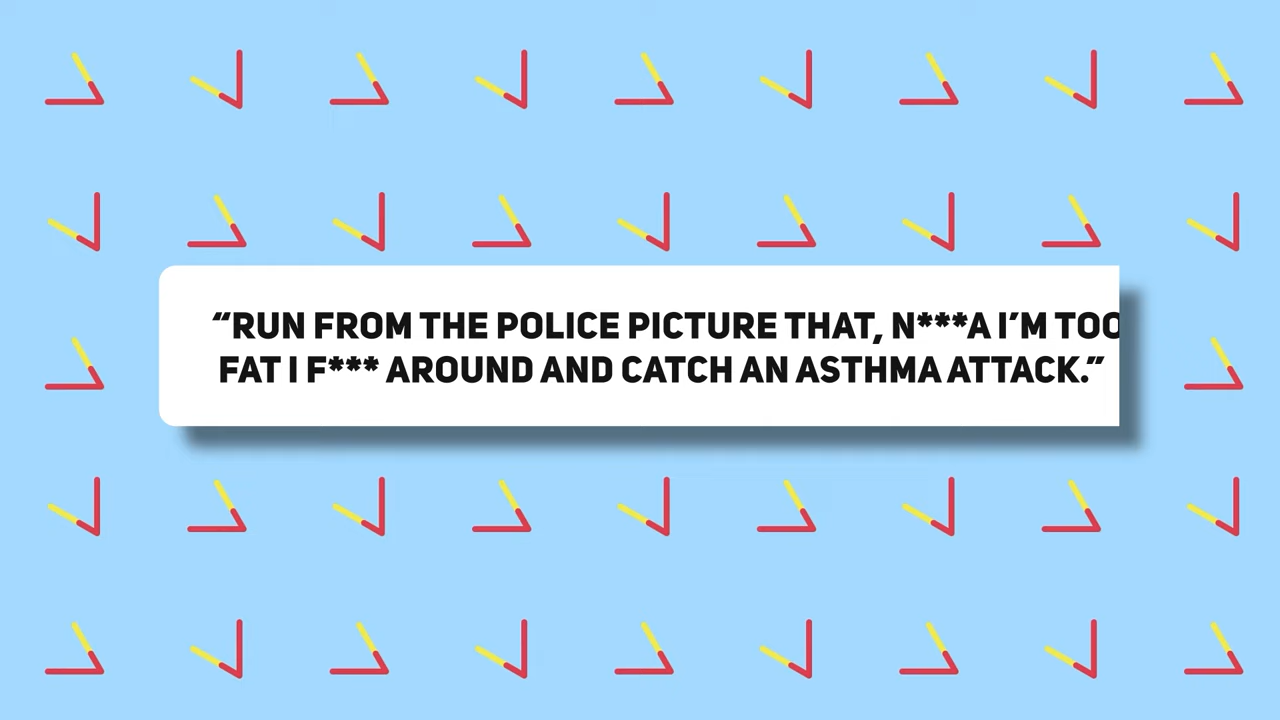 “RUN FROM THE POLICE PICTURE THAT, N***A I’M TOO
FAT I F*** AROUND AND CATCH AN ASTHMA ATTACK.”